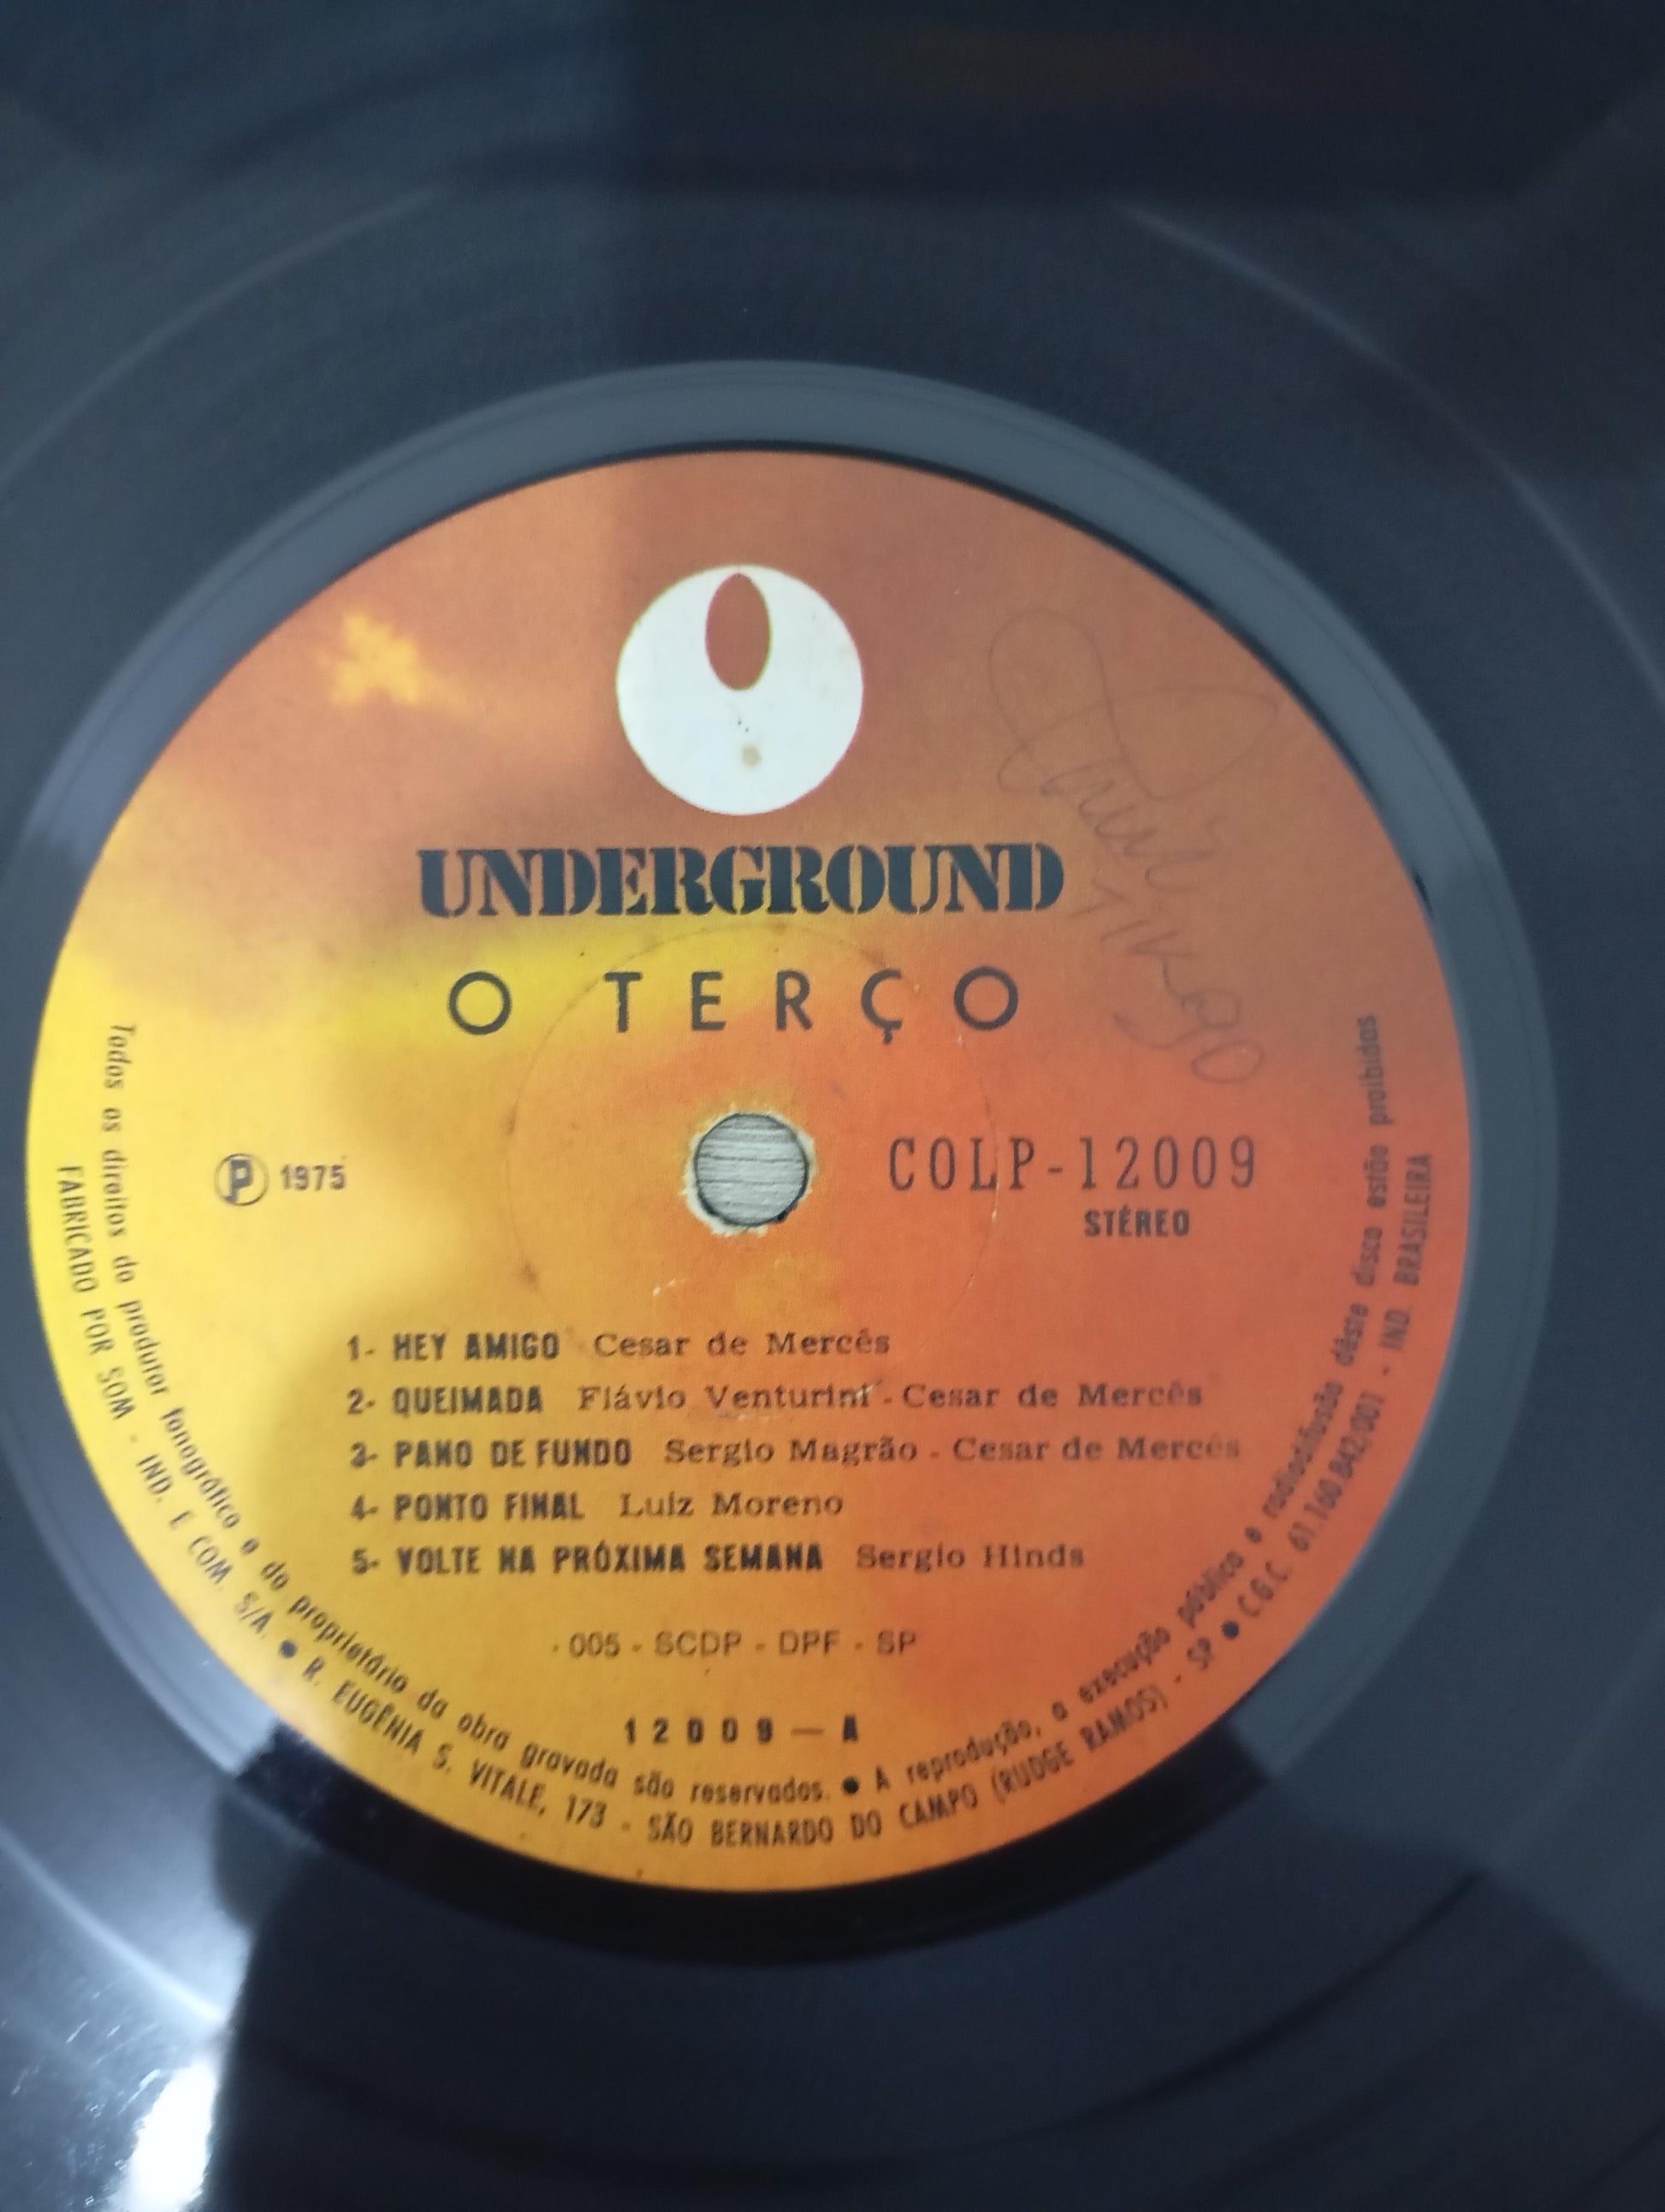 UNDERGROUND
O TERÇO
Ⓟ 1975
COLP-12009
STÉREO
1- HEY AMIGO Cesar de Mercês
2- QUEIMADA Flávio Venturini - Cesar de Mercês
3- PANO DE FUNDO Sergio Magrão - Cesar de Mercês
4- PONTO FINAL Luiz Moreno
5- VOLTE NA PRÓXIMA SEMANA Sergio Hinds
- 005 - SCDP - DPF - SP
12009 — A
Todos os direitos do produtor fonográfico e do proprietário da obra gravada são reservados. ● A reprodução, a execução pública e radiodifusão dêste disco estão proibidas
FABRICADO POR SOM - IND. E COM. S/A. ● R. EUGÊNIA S. VITALE, 173 - SÃO BERNARDO DO CAMPO (RUDGE RAMOS) - SP ● C.G.C. 61.160.842/001 - IND. BRASILEIRA